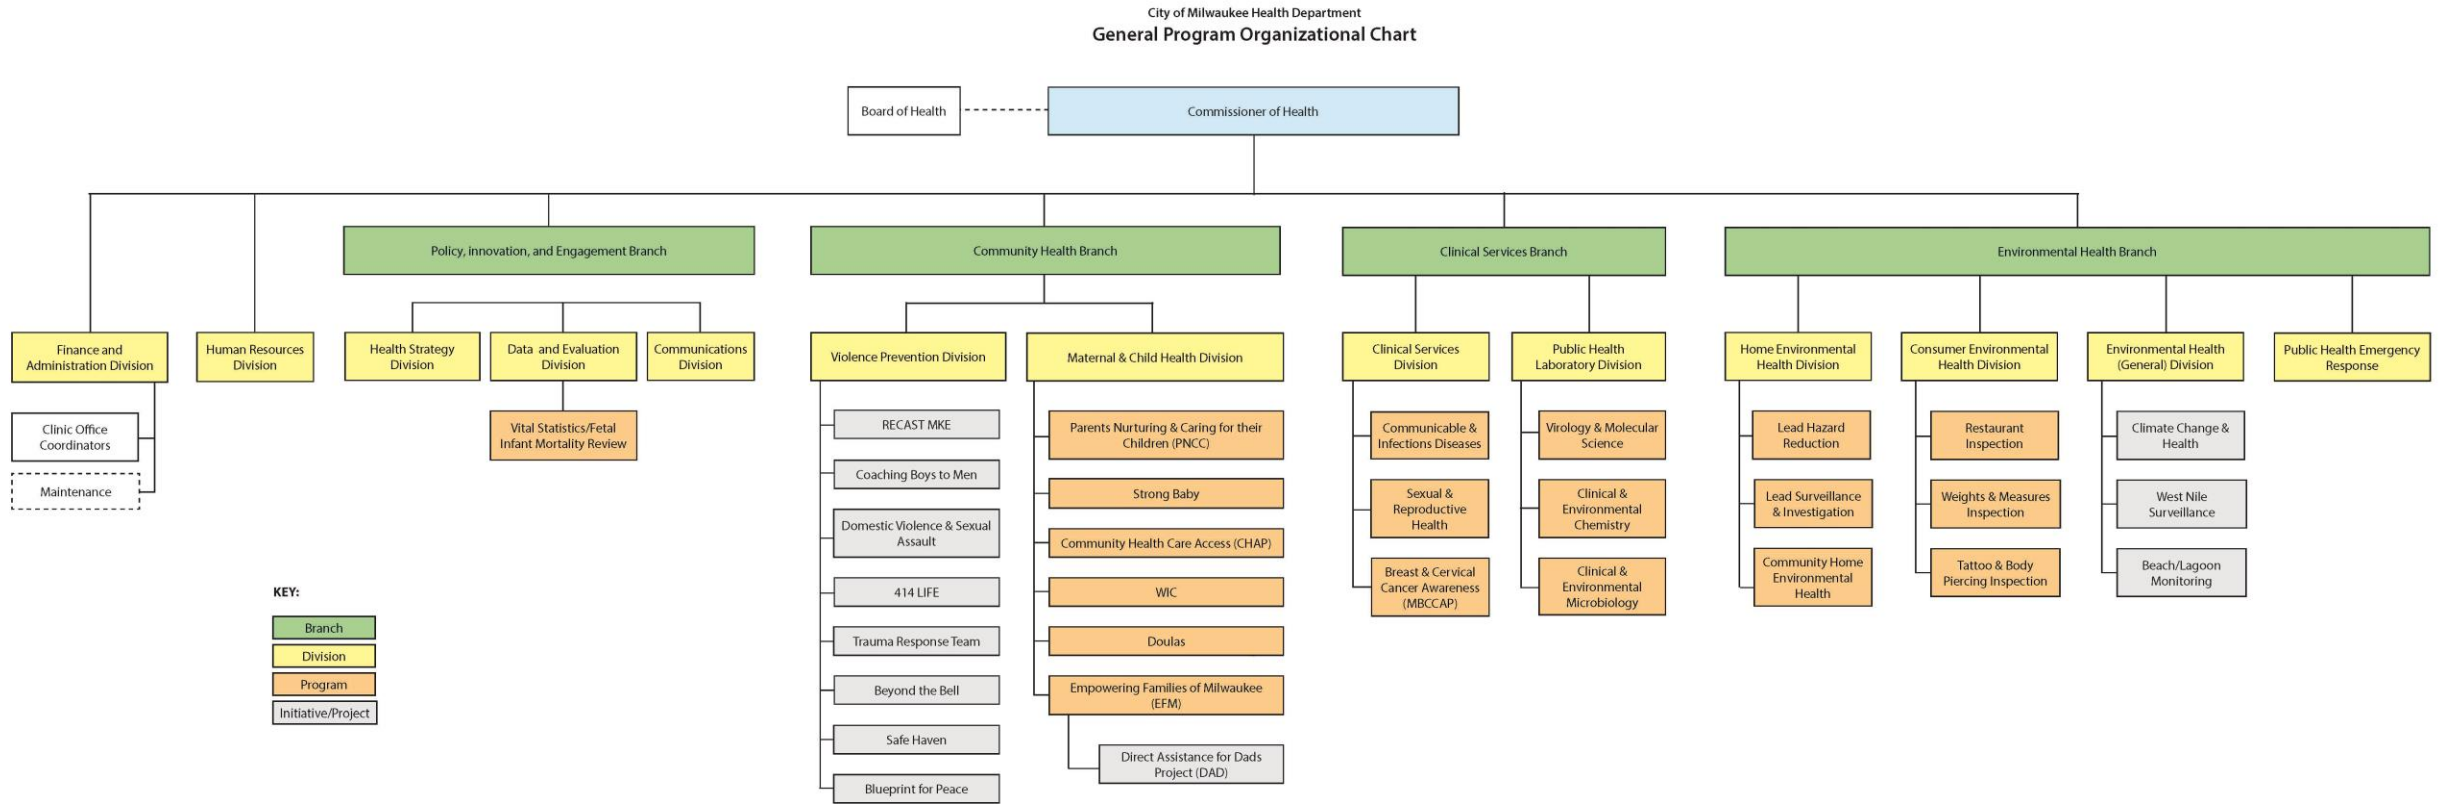 City of Milwaukee Health Department
General Program Organizational Chart
Board of Health
Commissioner of Health
Policy, innovation, and Engagement Branch
Community Health Branch
Clinical Services Branch
Environmental Health Branch
Finance and
Administration Division
Human Resources
Division
Health Strategy
Division
Data and Evaluation
Division
Communications
Division
Violence Prevention Division
Maternal & Child Health Division
Clinical Services
Division
Public Health
Laboratory Division
Home Environmental
Health Division
Consumer Environmental
Health Division
Environmental Health
(General) Division
Public Health Emergency
Response
Clinic Office
Coordinators
Maintenance
Vital Statistics/Fetal
Infant Mortality Review
RECAST MKE
Coaching Boys to Men
Domestic Violence & Sexual
Assault
414 LIFE
Trauma Response Team
Beyond the Bell
Safe Haven
Blueprint for Peace
Parents Nurturing & Caring for their
Children (PNCC)
Strong Baby
Community Health Care Access (CHAP)
WIC
Doulas
Empowering Families of Milwaukee
(EFM)
Direct Assistance for Dads
Project (DAD)
Communicable &
Infections Diseases
Sexual &
Reproductive
Health
Breast & Cervical
Cancer Awareness
(MBCCAP)
Virology & Molecular
Science
Clinical &
Environmental
Chemistry
Clinical &
Environmental
Microbiology
Lead Hazard
Reduction
Lead Surveillance
& Investigation
Community Home
Environmental
Health
Restaurant
Inspection
Weights & Measures
Inspection
Tattoo & Body
Piercing Inspection
Climate Change &
Health
West Nile
Surveillance
Beach/Lagoon
Monitoring
KEY:
Branch
Division
Program
Initiative/Project